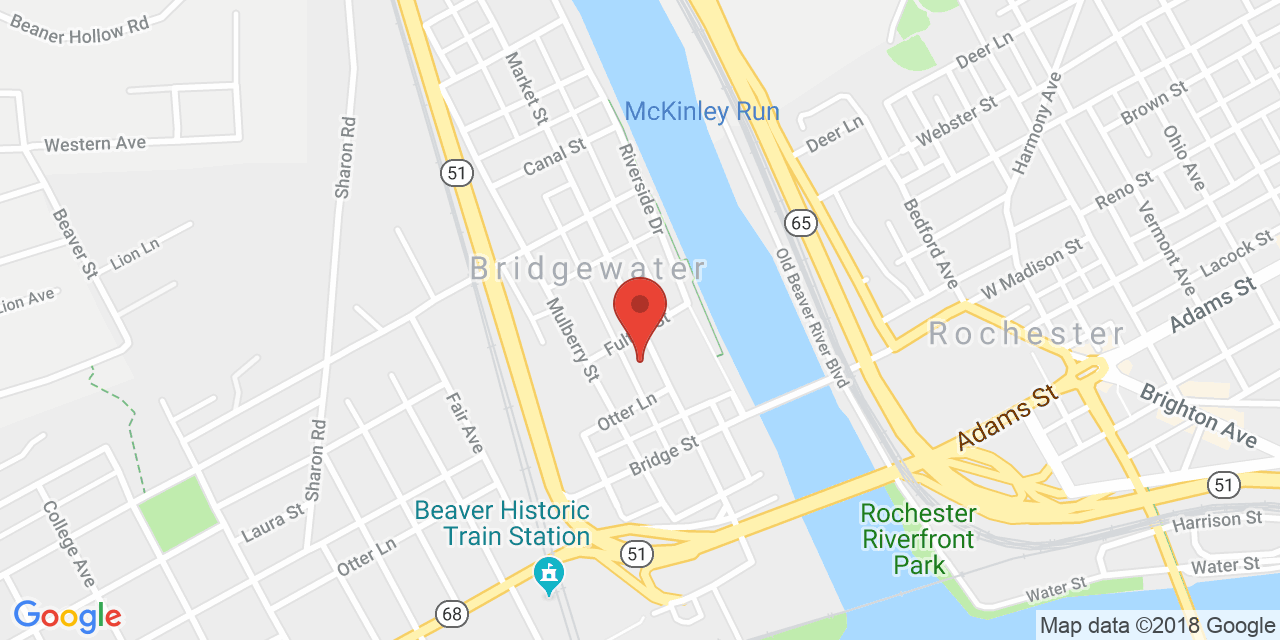 Beaner Hollow Rd
Deer Ln
Market St
McKinley Run
Harmony Ave
Brown St
Webster St
Deer Ln
Western Ave
Sharon Rd
51
Canal St
Ohio Ave
Riverside Dr
Reno St
65
Bedford Ave
Vermont Ave
Beaver St
Lion Ln
Lacock St
Bridgewater
W Madison St
Old Beaver River Blvd
Lion Ave
Adams St
Mulberry St
St
Rochester
Fair Ave
Otter Ln
Adams St
Brighton Ave
Bridge St
Sharon Rd
51
Beaver Historic
Train Station
Laura St
College Ave
Rochester
Riverfront
Park
Harrison St
Otter Ln
51
Water St
Water St
68
Google
Map data ©2018 Google